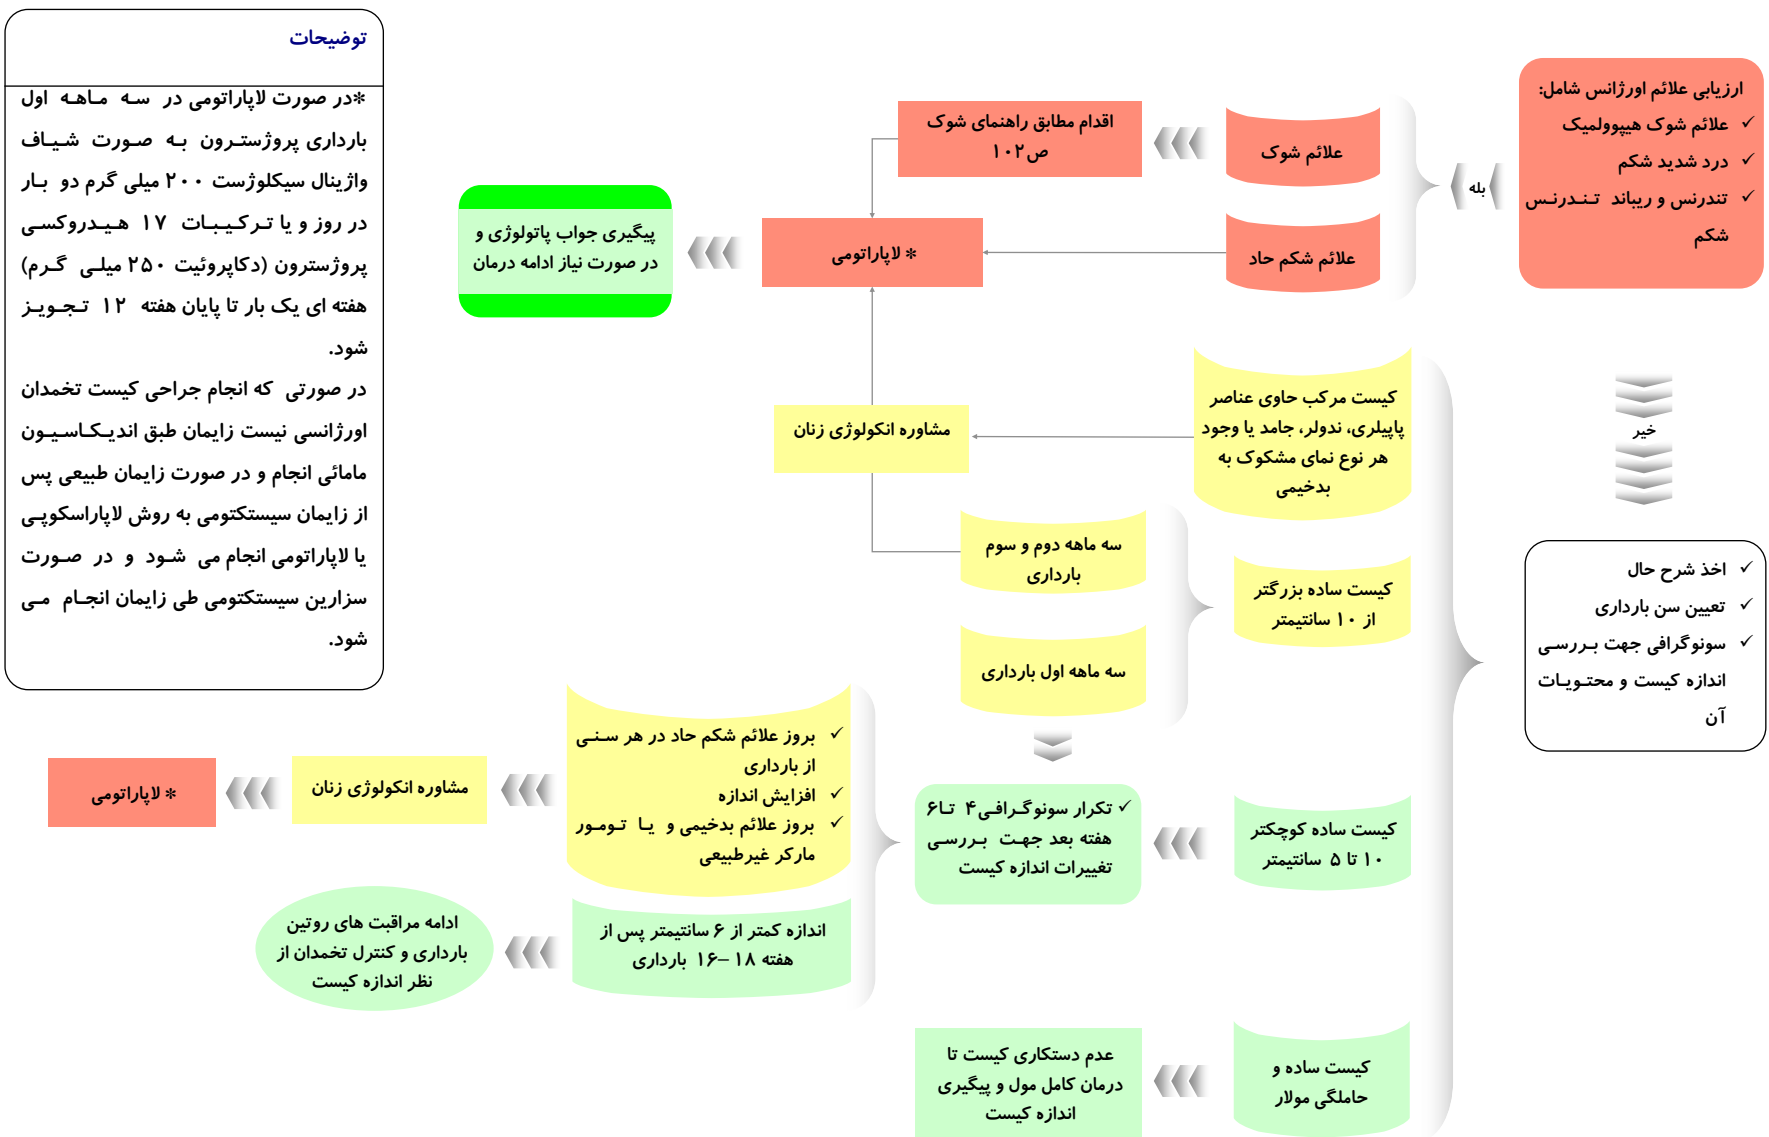 ارزیابی علائم اورژانس شامل:
✓ علائم شوک هیپوولمیک
✓ درد شدید شکم
✓ تندرنس و ریباند تندرنس
شکم
بله
علائم شوک
اقدام مطابق راهنمای شوک
ص۱۰۲
علائم شکم حاد
* لاپاراتومی
پیگیری جواب پاتولوژی و
در صورت نیاز ادامه درمان
خیر
✓ اخذ شرح حال
✓ تعیین سن بارداری
✓ سونوگرافی جهت بررسی
اندازه کیست و محتویات
آن
کیست مرکب حاوی عناصر
پاپیلری، ندولر، جامد یا وجود
هر نوع نمای مشکوک به
بدخیمی
مشاوره انکولوژی زنان
کیست ساده بزرگتر
از ۱۰ سانتیمتر
سه ماهه دوم و سوم
بارداری
سه ماهه اول بارداری
کیست ساده کوچکتر
۱۰ تا ۵ سانتیمتر
✓ تکرار سونوگرافی۴ تا۶
هفته بعد جهت بررسی
تغییرات اندازه کیست
✓ بروز علائم شکم حاد در هر سنی
از بارداری
✓ افزایش اندازه
✓ بروز علائم بدخیمی و یا تومور
مارکر غیرطبیعی
مشاوره انکولوژی زنان
* لاپاراتومی
اندازه کمتر از ۶ سانتیمتر پس از
هفته ۱۸ –۱۶ بارداری
ادامه مراقبت های روتین
بارداری و کنترل تخمدان از
نظر اندازه کیست
کیست ساده و
حاملگی مولار
عدم دستکاری کیست تا
درمان کامل مول و پیگیری
اندازه کیست
توضیحات
*در صورت لاپاراتومی در سه ماهه اول
بارداری پروژسترون به صورت شیاف
واژینال سیکلوژست ۲۰۰ میلی گرم دو بار
در روز و یا ترکیبات ۱۷ هیدروکسی
پروژسترون (دکاپروئیت ۲۵۰ میلی گرم)
هفته ای یک بار تا پایان هفته ۱۲ تجویز
شود.
در صورتی که انجام جراحی کیست تخمدان
اورژانسی نیست زایمان طبق اندیکاسیون
مامائی انجام و در صورت زایمان طبیعی پس
از زایمان سیستکتومی به روش لاپاراسکوپی
یا لاپاراتومی انجام می شود و در صورت
سزارین سیستکتومی طی زایمان انجام می
شود.